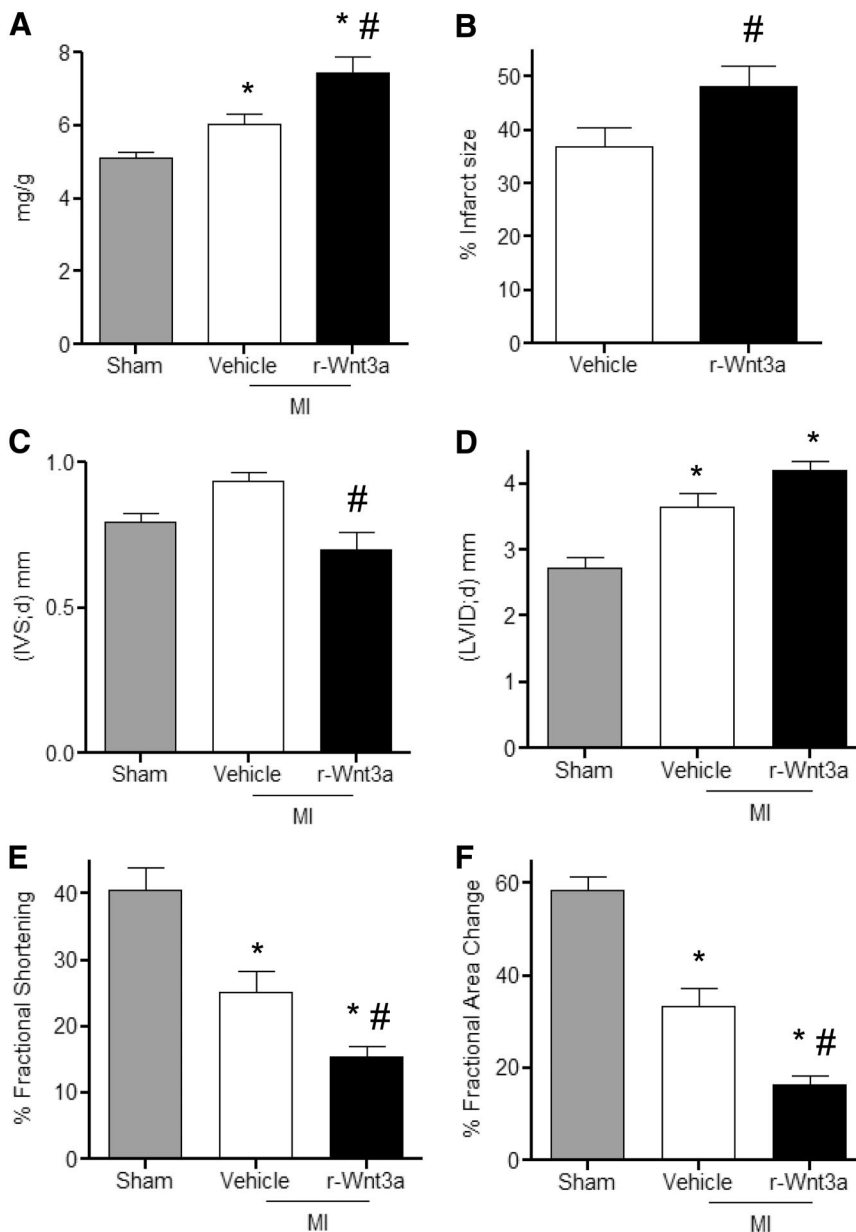 A
mg/g
8
6
4
2
0
*
* #
Sham Vehicle r-Wnt3a
MI
B
% Infarct size
50
40
30
20
10
0
#
Vehicle r-Wnt3a
C
(IVS;d) mm
1.0
0.5
0.0
#
Sham Vehicle r-Wnt3a
MI
D
(LVID;d) mm
4
3
2
1
0
*
*
Sham Vehicle r-Wnt3a
MI
E
% Fractional Shortening
40
30
20
10
0
*
* #
Sham Vehicle r-Wnt3a
MI
F
% Fractional Area Change
60
40
20
0
*
* #
Sham Vehicle r-Wnt3a
MI